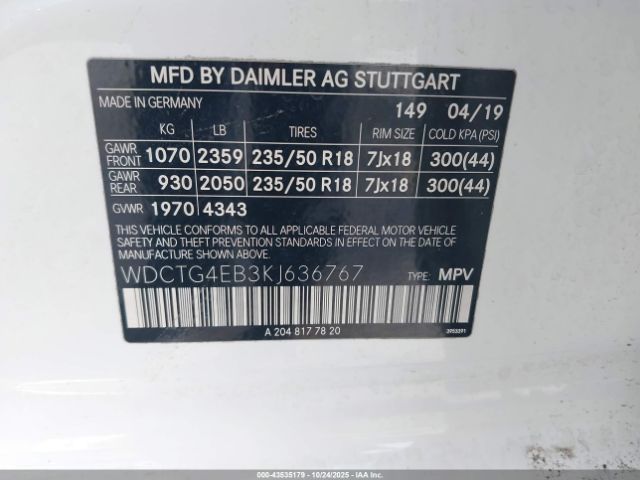 MFD BY DAIMLER AG STUTTGART
MADE IN GERMANY 149 04/19
KG LB TIRES RIM SIZE COLD KPA (PSI)
GAWR FRONT 1070 2359 235/50 R18 7Jx18 300(44)
GAWR REAR 930 2050 235/50 R18 7Jx18 300(44)
GVWR 1970 4343
THIS VEHICLE CONFORMS TO ALL APPLICABLE FEDERAL MOTOR VEHICLE
SAFETY AND THEFT PREVENTION STANDARDS IN EFFECT ON THE DATE OF
MANUFACTURE SHOWN ABOVE.
WDCTG4EB3KJ636767 TYPE: MPV
A 204 817 78 20 3953391
000-43535179 - 10/24/2025